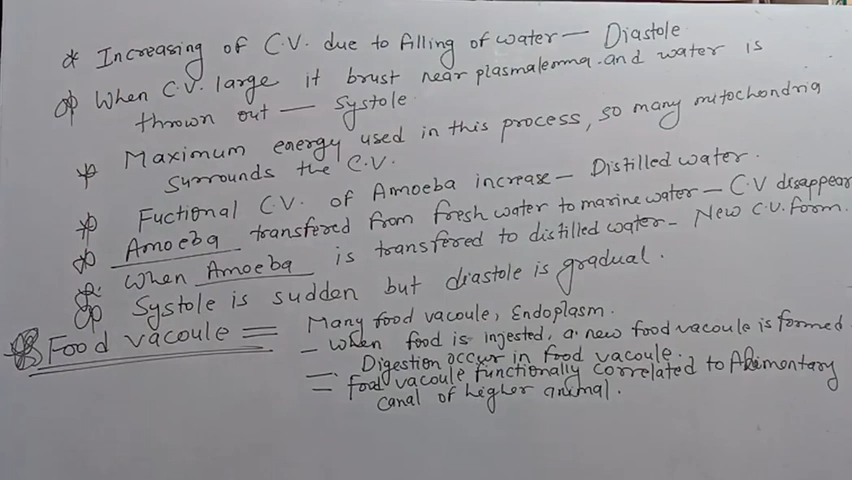 * Increasing of C.V. due to filling of water — Diastole
When C.V. large it brust near plasmalemma and water is
thrown out — Systole
* Maximum energy used in this process, so many mitochondria
Surrounds the C.V.
* Fuctional C.V. of Amoeba increase — Distilled water.
* Amoeba transfered from fresh water to marine water — C.V disappear
* When Amoeba is transfered to distilled water - New C.V. form.
Systole is sudden but diastole is gradual.
Food vacoule = Many food vacoule, Endoplasm.
- When food is ingested, a new food vacoule is formed
- Digestion occur in food vacoule.
= food vacoule functionally correlated to Alimentary
canal of higher animal.